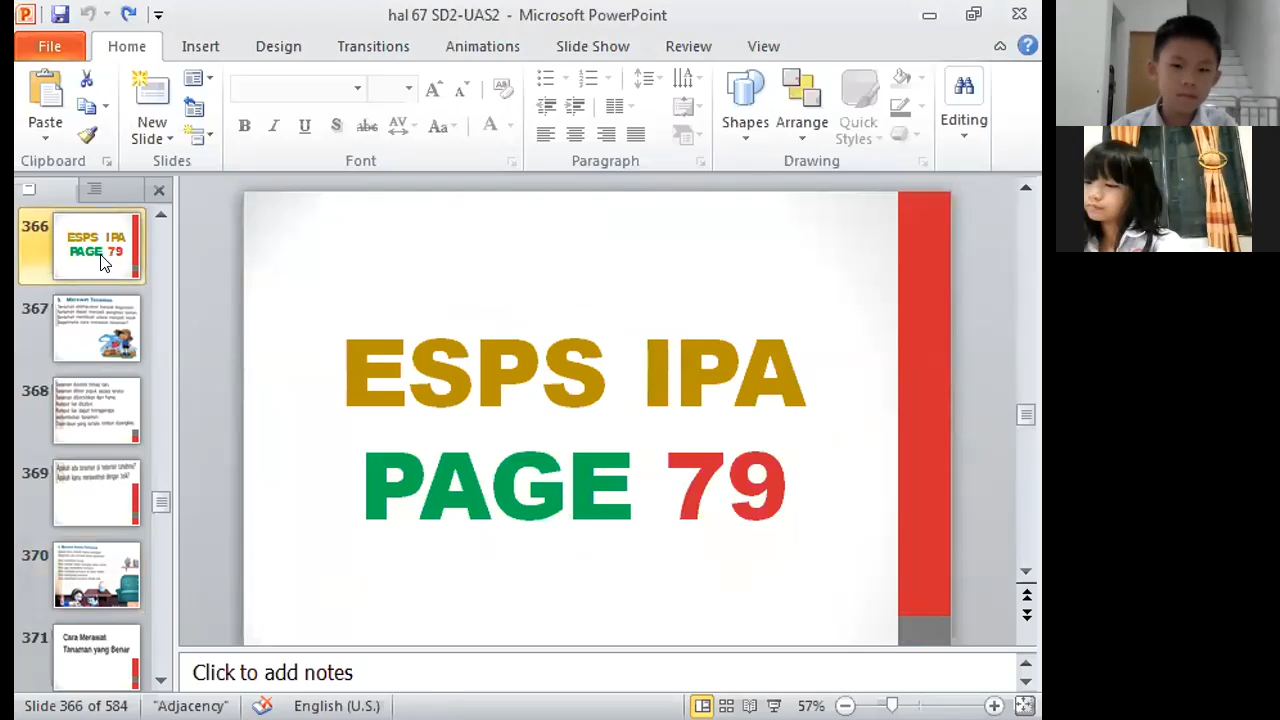 hal 67 SD2-UAS2 - Microsoft PowerPoint
File
Home
Insert
Design
Transitions
Animations
Slide Show
Review
View
Paste
New
Slide
Shapes
Arrange
Quick
Styles
Editing
Clipboard
Slides
Font
Paragraph
Drawing
B I U S abc AV Aa A
366
ESPS IPA
PAGE 79
367
368
369
370
371
Cara Merawat
Tanaman yang Benar
ESPS IPA
PAGE 79
Click to add notes
Slide 366 of 584
"Adjacency"
English (U.S.)
57%